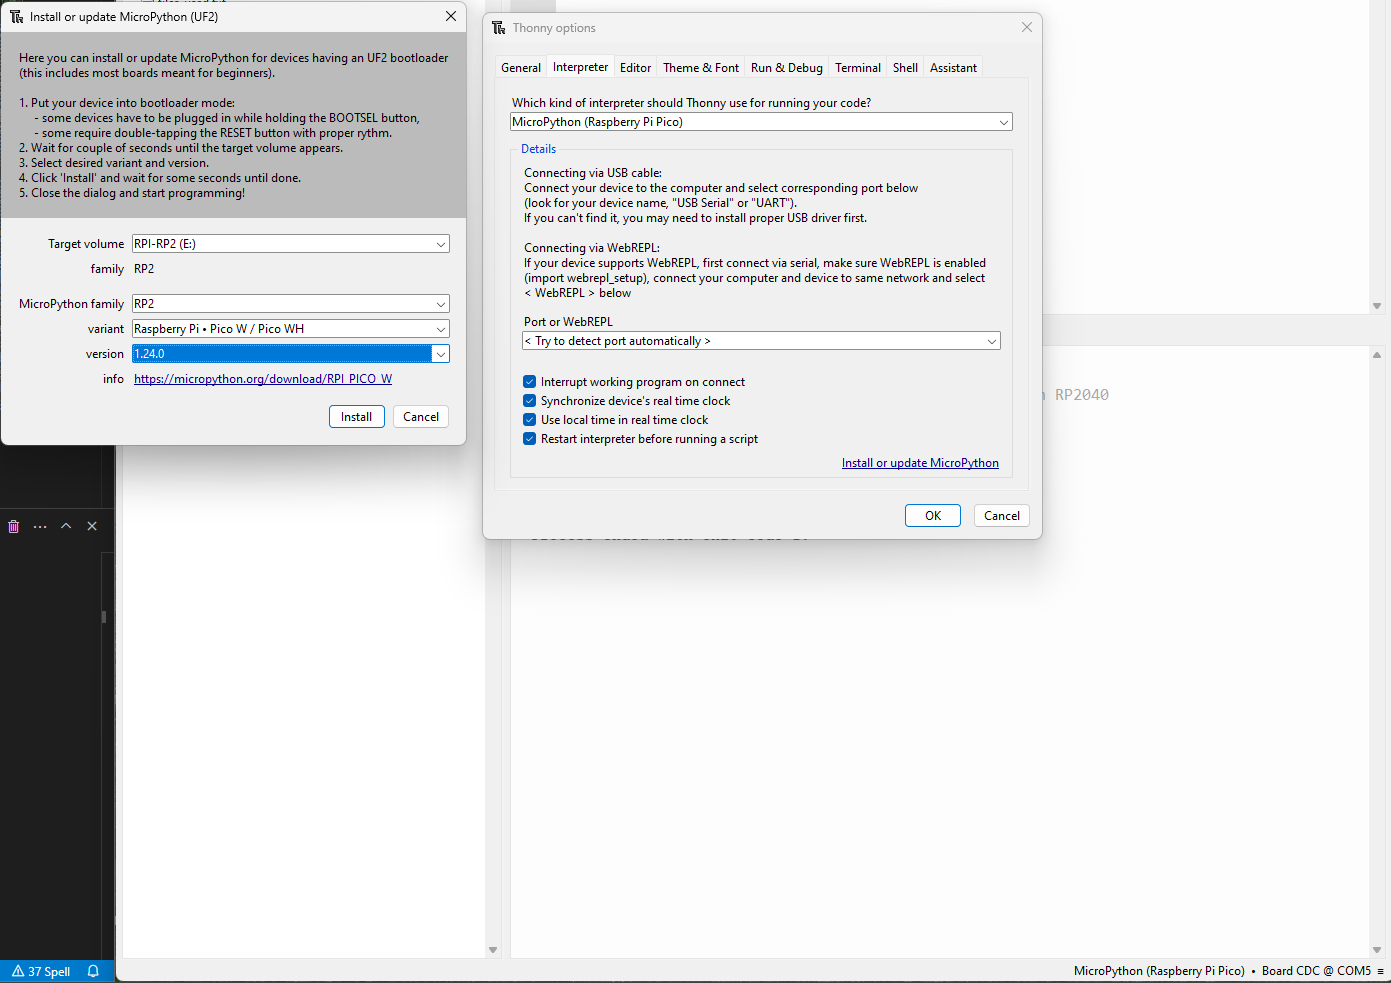 Install or update MicroPython (UF2)
Here you can install or update MicroPython for devices having an UF2 bootloader
(this includes most boards meant for beginners).
1. Put your device into bootloader mode:
- some devices have to be plugged in while holding the BOOTSEL button,
- some require double-tapping the RESET button with proper rythm.
2. Wait for couple of seconds until the target volume appears.
3. Select desired variant and version.
4. Click 'Install' and wait for some seconds until done.
5. Close the dialog and start programming!
Target volume RPI-RP2 (E:)
family RP2
MicroPython family RP2
variant Raspberry Pi • Pico W / Pico WH
version 1.24.0
info https://micropython.org/download/RPI_PICO_W
Install Cancel
Thonny options
General Interpreter Editor Theme & Font Run & Debug Terminal Shell Assistant
Which kind of interpreter should Thonny use for running your code?
MicroPython (Raspberry Pi Pico)
Details
Connecting via USB cable:
Connect your device to the computer and select corresponding port below
(look for your device name, "USB Serial" or "UART").
If you can't find it, you may need to install proper USB driver first.
Connecting via WebREPL:
If your device supports WebREPL, first connect via serial, make sure WebREPL is enabled
(import webrepl_setup), connect your computer and device to same network and select
< WebREPL > below
Port or WebREPL
< Try to detect port automatically >
Interrupt working program on connect
Synchronize device's real time clock
Use local time in real time clock
Restart interpreter before running a script
Install or update MicroPython
OK Cancel
RP2040
37 Spell
MicroPython (Raspberry Pi Pico) • Board CDC @ COM5 ≡